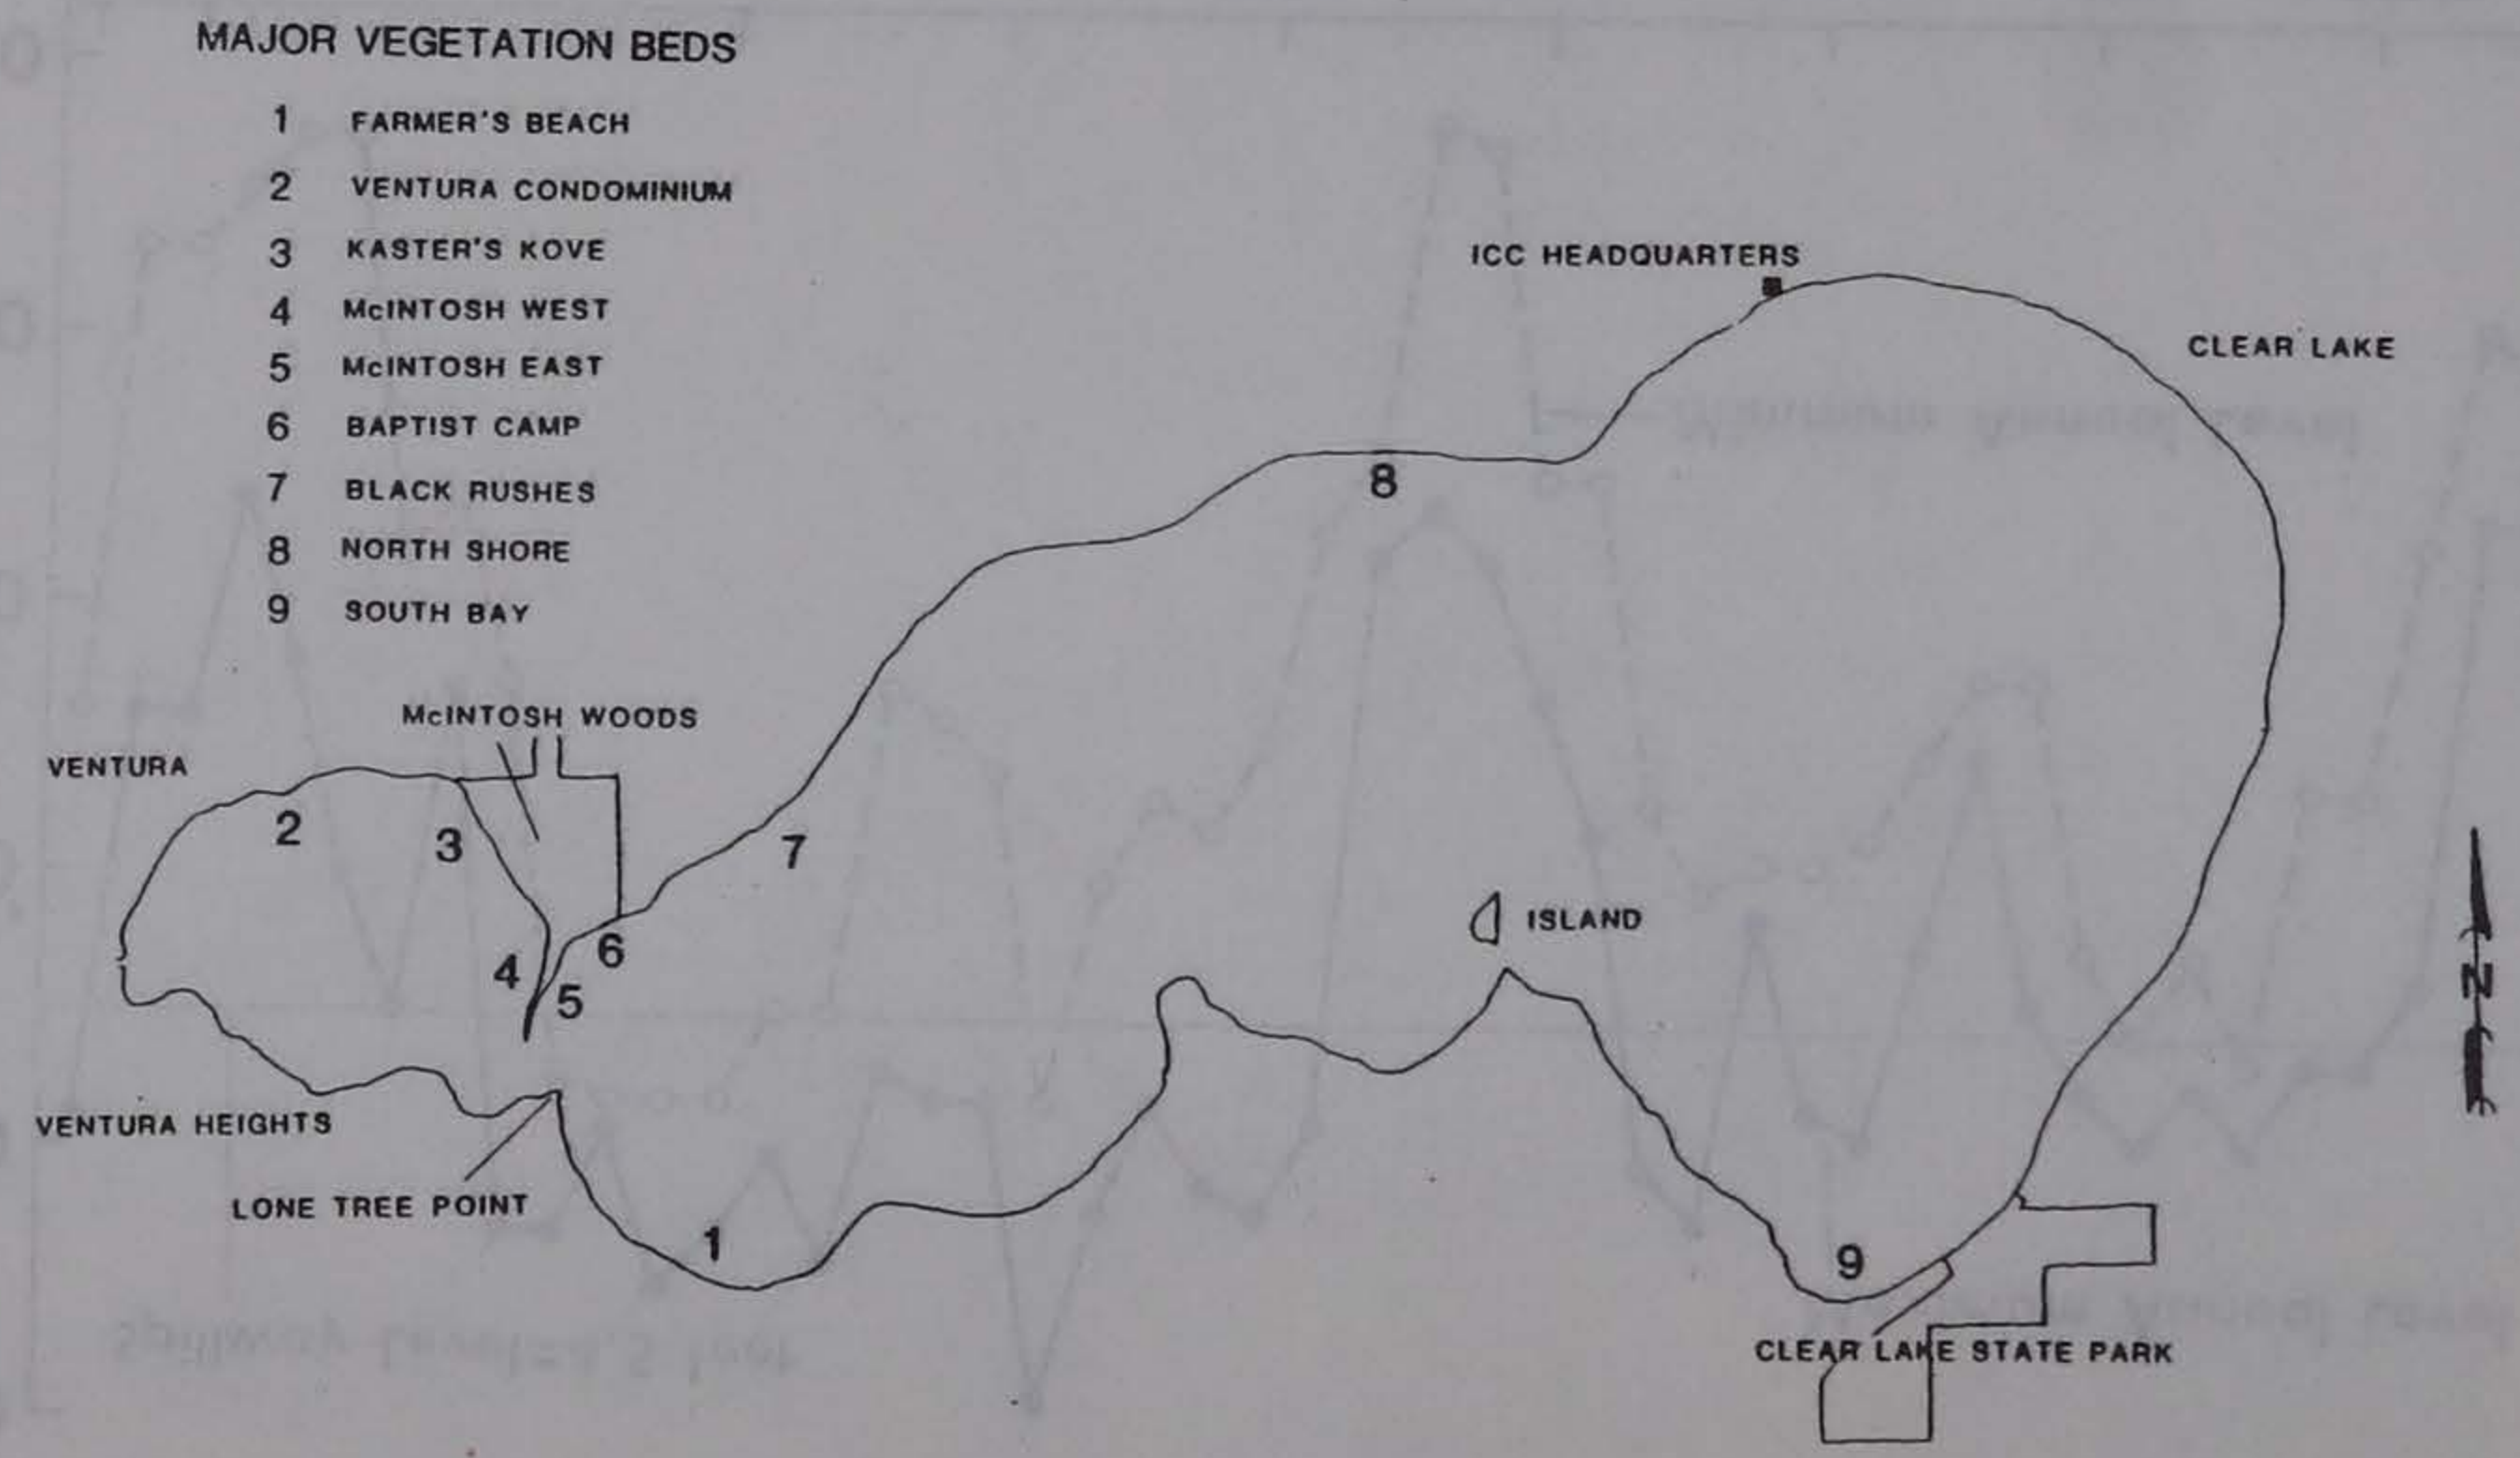 MAJOR VEGETATION BEDS
1 FARMER'S BEACH
2 VENTURA CONDOMINIUM
3 KASTER'S KOVE
4 McINTOSH WEST
5 McINTOSH EAST
6 BAPTIST CAMP
7 BLACK RUSHES
8 NORTH SHORE
9 SOUTH BAY
ICC HEADQUARTERS
CLEAR LAKE
8
McINTOSH WOODS
VENTURA
2
3
7
4
5
6
ISLAND
N
VENTURA HEIGHTS
LONE TREE POINT
1
9
CLEAR LAKE STATE PARK